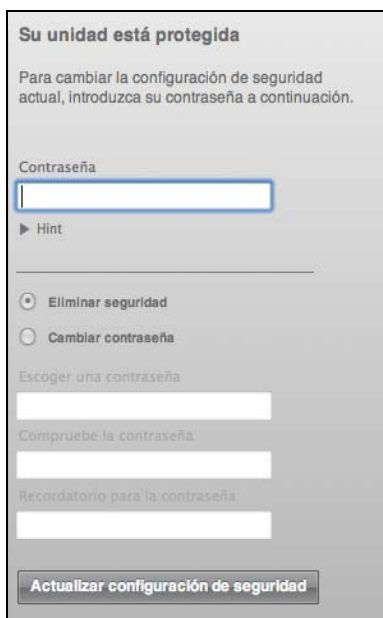 Su unidad está protegida
Para cambiar la configuración de seguridad
actual, introduzca su contraseña a continuación.
Contraseña
Hint
Eliminar seguridad
Cambiar contraseña
Escoger una contraseña
Compruebe la contraseña
Recordatorio para la contraseña
Actualizar configuración de seguridad